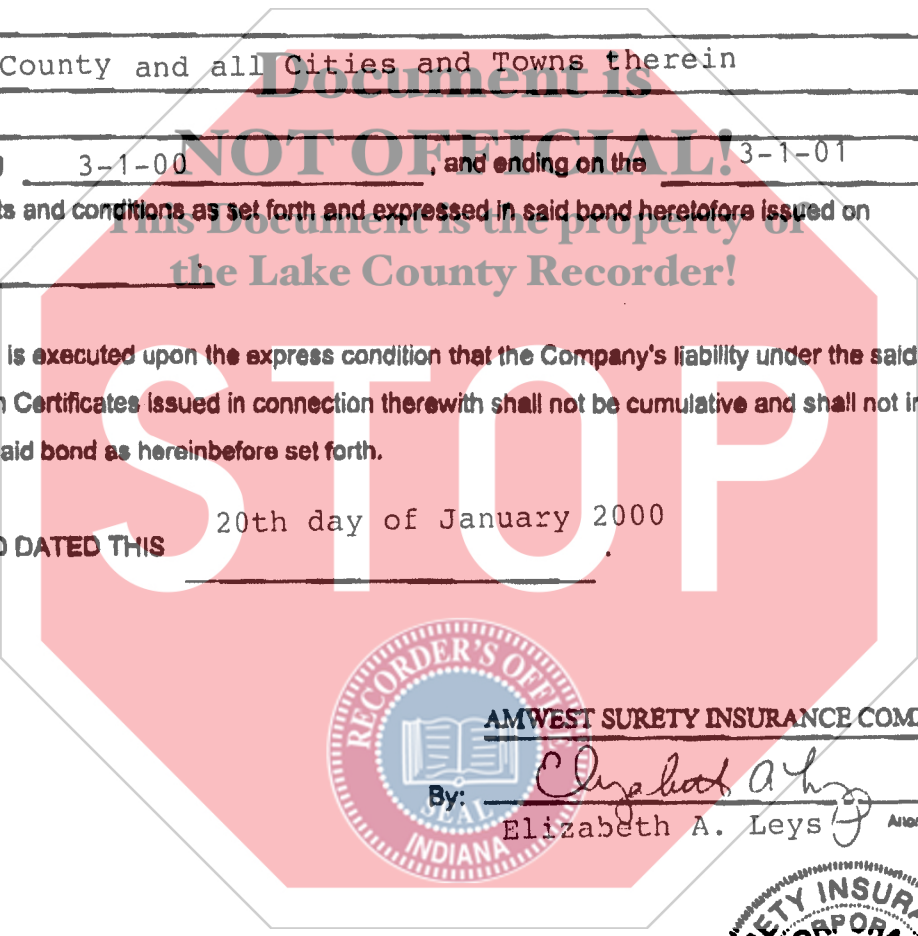 County and all Cities and Towns therein
Document is
NOT OFFICIAL!
3-1-00 , and ending on the 3-1-01
and conditions as set forth and expressed in said bond heretofore issued on
This Document is the property of
the Lake County Recorder!
is executed upon the express condition that the Company's liability under the said
Certificates issued in connection therewith shall not be cumulative and shall not
bond as hereinbefore set forth.
STOP
20th day of January 2000
DATED THIS .
RECORDER'S OFFICE
SEAL
INDIANA
AMWEST SURETY INSURANCE
By: Elizabeth A
Elizabeth A. Leys